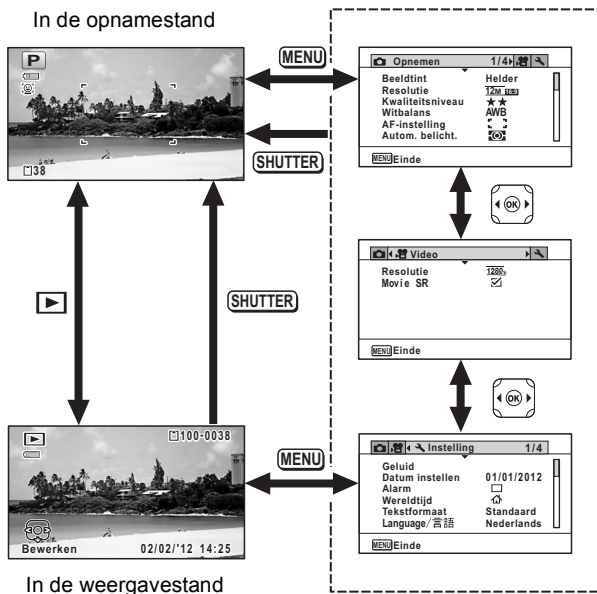 In de opnamestand
P
38
MENU
SHUTTER
Opnemen 1/4
Beeldtint Helder
Resolutie 12M 16:9
Kwaliteitsniveau ★★
Witbalans AWB
AF-instelling
Autom. belicht.
MENU Einde
OK
Video
Resolutie 1280
Movie SR
MENU Einde
SHUTTER
OK
100-0038
Bewerken 02/02/'12 14:25
MENU
Instelling 1/4
Geluid
Datum instellen 01/01/2012
Alarm
Wereldtijd
Tekstformaat Standaard
Language/言語 Nederlands
MENU Einde
In de weergavestand